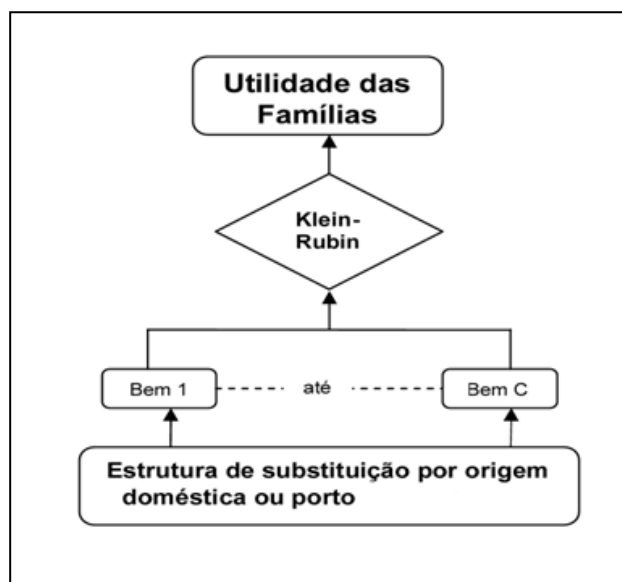 Utilidade das
Famílias
Klein-
Rubin
Bem 1
até
Bem C
Estrutura de substituição por origem
doméstica ou porto